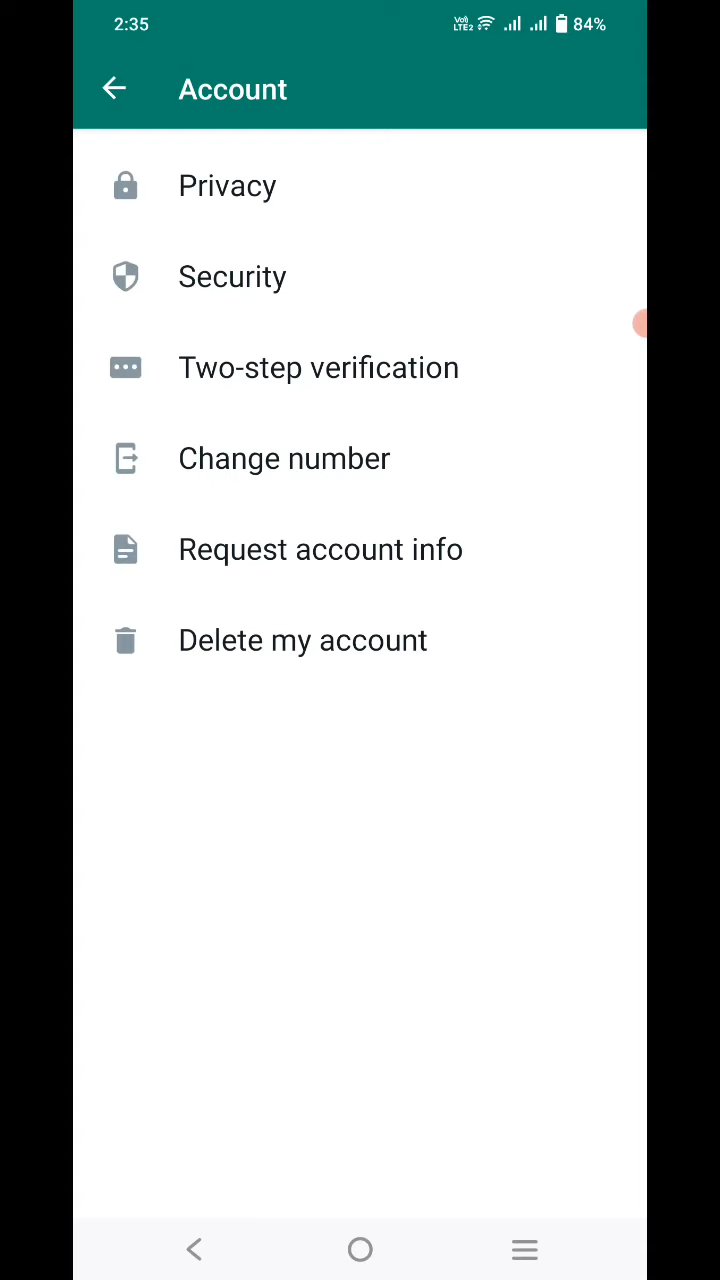 2:35
84%
Account
Privacy
Security
Two-step verification
Change number
Request account info
Delete my account